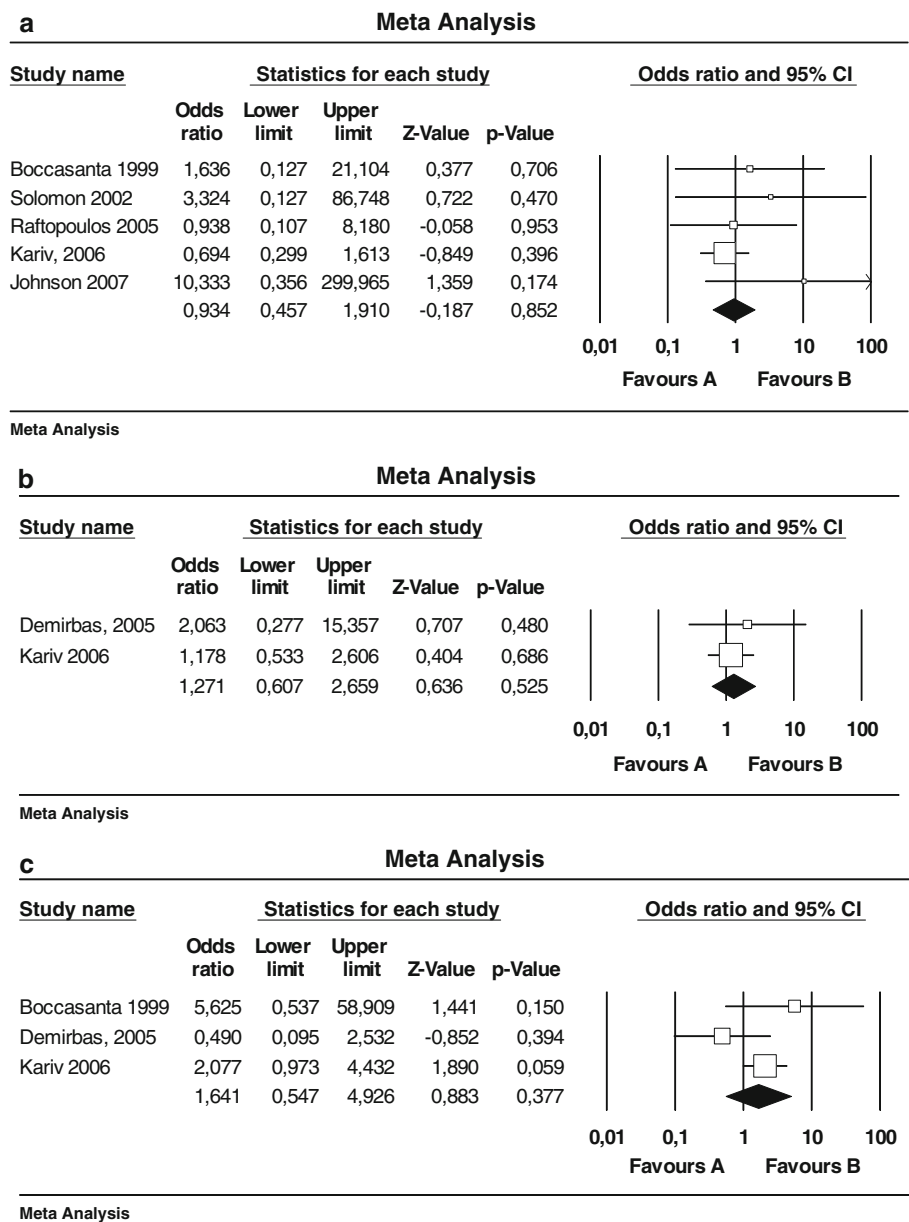 a
Meta Analysis
Study name Statistics for each study Odds ratio and 95% CI
Odds Lower Upper
ratio limit limit Z-Value p-Value
Boccasanta 1999 1,636 0,127 21,104 0,377 0,706
Solomon 2002 3,324 0,127 86,748 0,722 0,470
Raftopoulos 2005 0,938 0,107 8,180 -0,058 0,953
Kariv, 2006 0,694 0,299 1,613 -0,849 0,396
Johnson 2007 10,333 0,356 299,965 1,359 0,174
0,934 0,457 1,910 -0,187 0,852
0,01 0,1 1 10 100
Favours A Favours B
Meta Analysis
b
Meta Analysis
Study name Statistics for each study Odds ratio and 95% CI
Odds Lower Upper
ratio limit limit Z-Value p-Value
Demirbas, 2005 2,063 0,277 15,357 0,707 0,480
Kariv 2006 1,178 0,533 2,606 0,404 0,686
1,271 0,607 2,659 0,636 0,525
0,01 0,1 1 10 100
Favours A Favours B
Meta Analysis
c
Meta Analysis
Study name Statistics for each study Odds ratio and 95% CI
Odds Lower Upper
ratio limit limit Z-Value p-Value
Boccasanta 1999 5,625 0,537 58,909 1,441 0,150
Demirbas, 2005 0,490 0,095 2,532 -0,852 0,394
Kariv 2006 2,077 0,973 4,432 1,890 0,059
1,641 0,547 4,926 0,883 0,377
0,01 0,1 1 10 100
Favours A Favours B
Meta Analysis